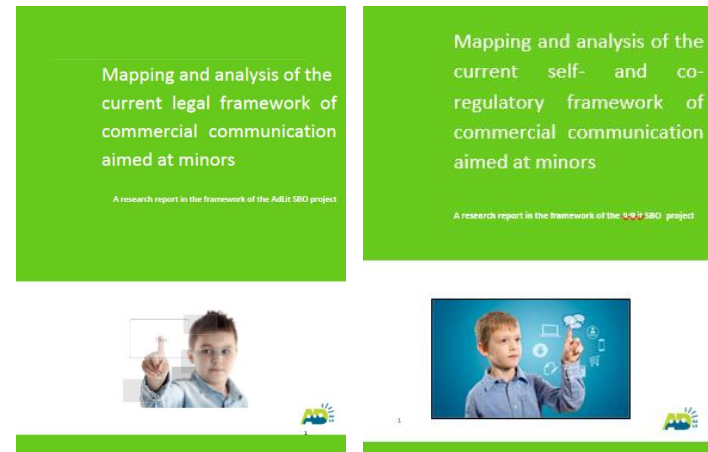 Mapping and analysis of the
current legal framework of
commercial communication
aimed at minors
A research report in the framework of the AdLit SBO project
AD
1
Mapping and analysis of the
current self- and co-
regulatory framework of
commercial communication
aimed at minors
A research report in the framework of the AdLit SBO project
1
AD